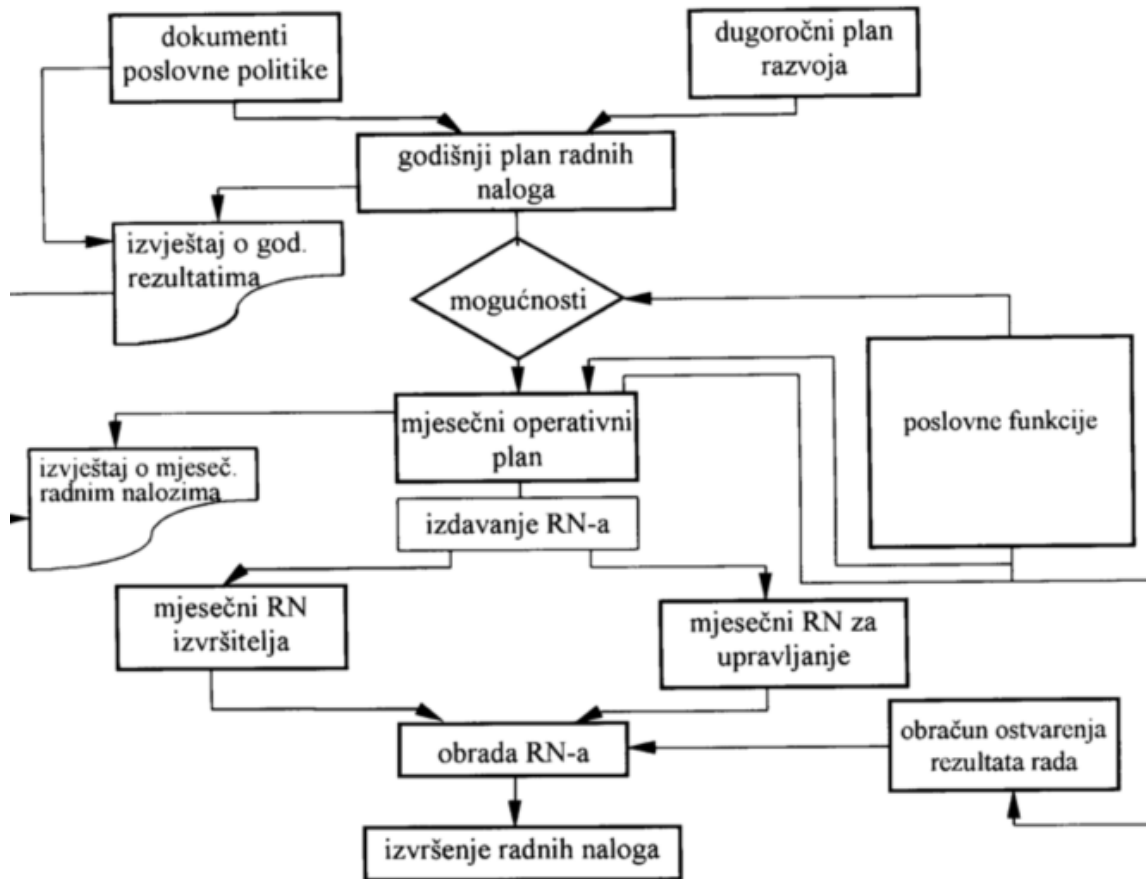 dokumenti
poslovne politike
dugoročni plan
razvoja
godišnji plan radnih
naloga
izvještaj o god.
rezultatima
mogućnosti
poslovne funkcije
mjesečni operativni
plan
izvještaj o mjeseč.
radnim nalozima
izdavanje RN-a
mjesečni RN
izvršitelja
mjesečni RN za
upravljanje
obračun ostvarenja
rezultata rada
obrada RN-a
izvršenje radnih naloga